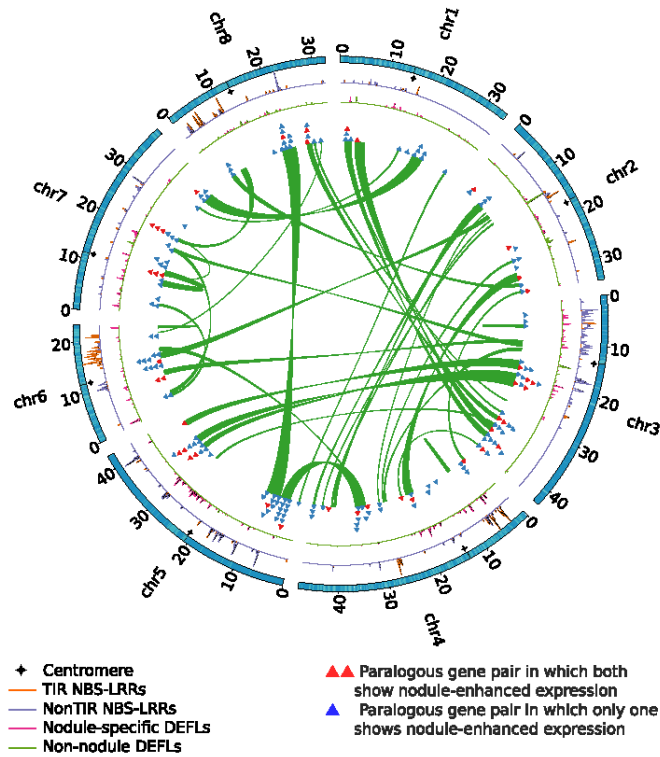 chr1
0
10
20
30
chr2
0
10
20
30
chr3
0
10
20
30
40
chr4
0
10
20
30
40
chr5
0
10
20
30
40
chr6
0
10
20
chr7
0
10
20
30
chr8
0
10
20
30
Centromere
TIR NBS-LRRs
NonTIR NBS-LRRs
Nodule-specific DEFLs
Non-nodule DEFLs
Paralogous gene pair in which both
show nodule-enhanced expression
Paralogous gene pair in which only one
shows nodule-enhanced expression